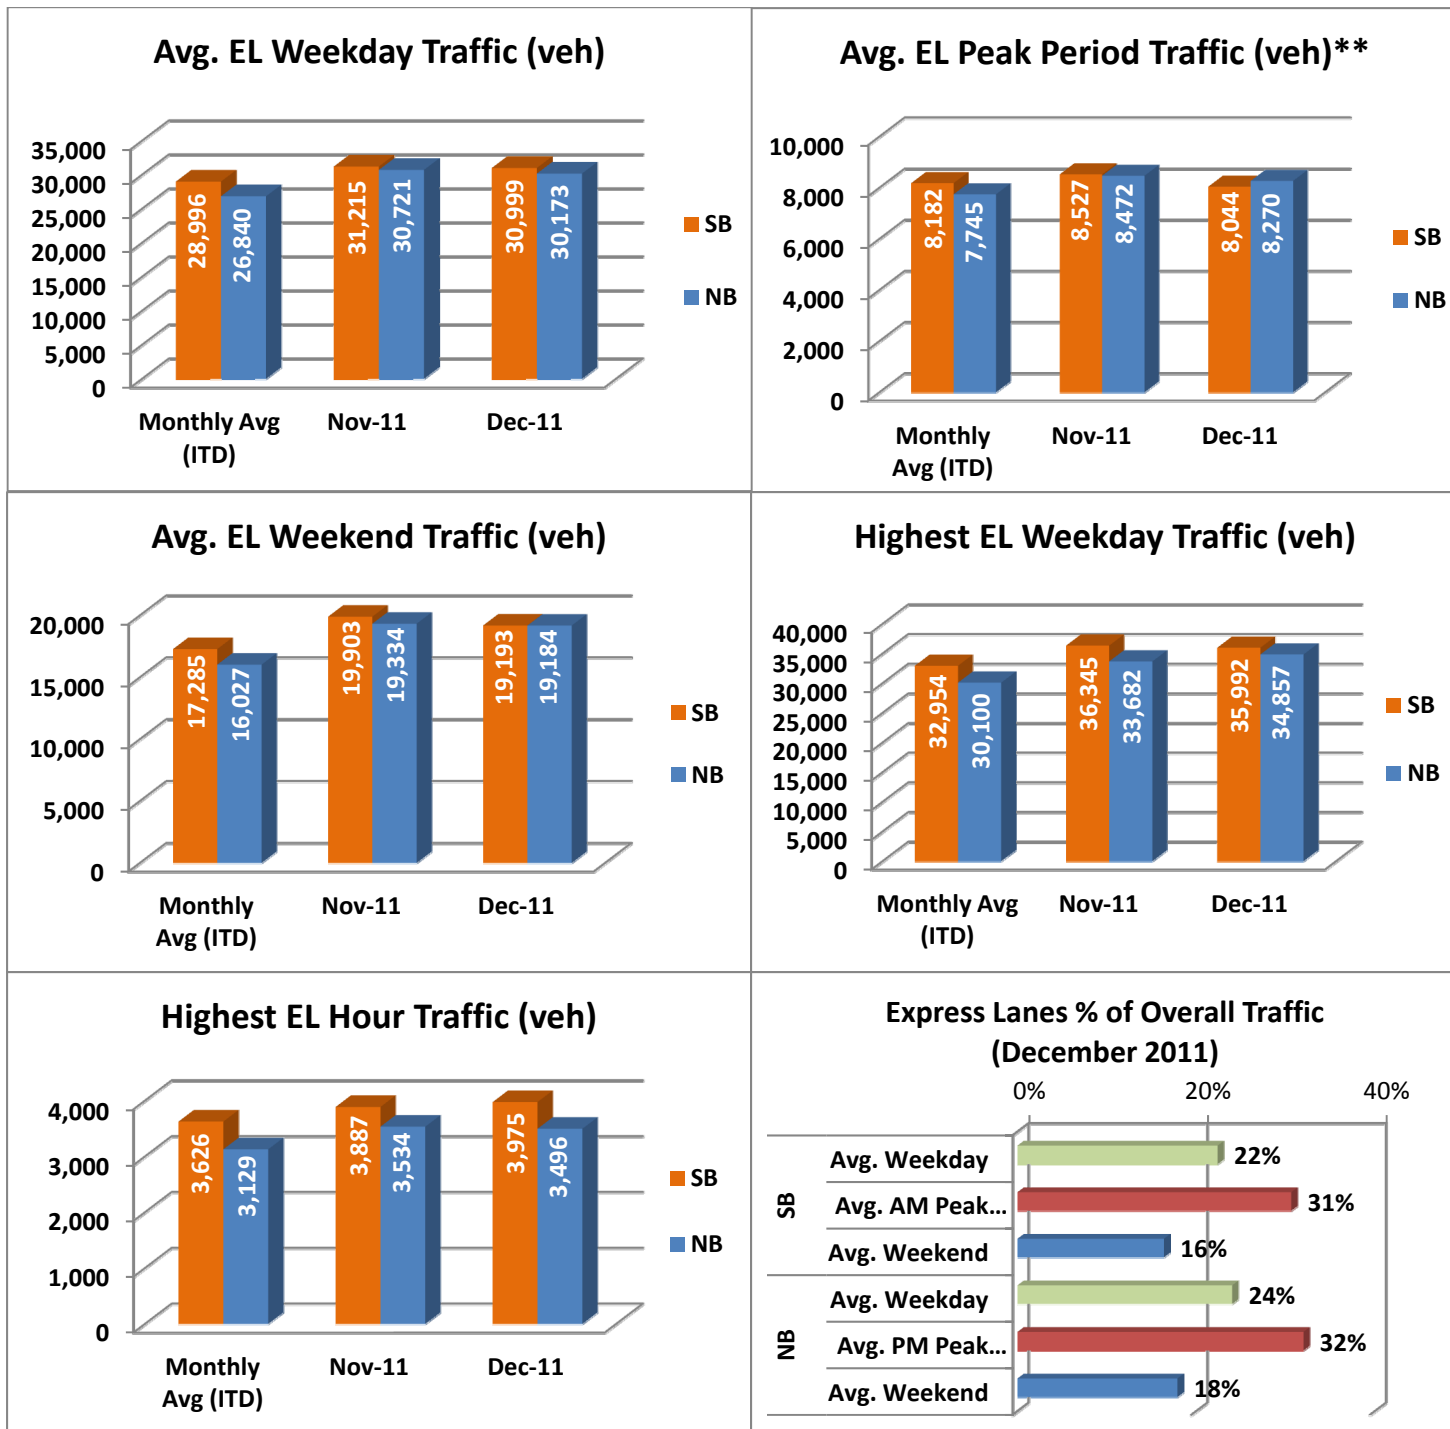 Avg. EL Weekday Traffic (veh)
35,000
30,000
25,000
20,000
15,000
10,000
5,000
0
28,996
26,840
31,215
30,721
30,999
30,173
SB
NB
Monthly Avg
(ITD)
Nov-11
Dec-11
Avg. EL Peak Period Traffic (veh)**
10,000
8,000
6,000
4,000
2,000
0
8,182
7,745
8,527
8,472
8,044
8,270
SB
NB
Monthly
Avg (ITD)
Nov-11
Dec-11
Avg. EL Weekend Traffic (veh)
20,000
15,000
10,000
5,000
0
17,285
16,027
19,903
19,334
19,193
19,184
SB
NB
Monthly
Avg (ITD)
Nov-11
Dec-11
Highest EL Weekday Traffic (veh)
40,000
35,000
30,000
25,000
20,000
15,000
10,000
5,000
0
32,954
30,100
36,345
33,682
35,992
34,857
SB
NB
Monthly Avg
(ITD)
Nov-11
Dec-11
Highest EL Hour Traffic (veh)
4,000
3,000
2,000
1,000
0
3,626
3,129
3,887
3,534
3,975
3,496
SB
NB
Monthly
Avg (ITD)
Nov-11
Dec-11
Express Lanes % of Overall Traffic
(December 2011)
0% 20% 40%
SB
Avg. Weekday 22%
Avg. AM Peak... 31%
Avg. Weekend 16%
NB
Avg. Weekday 24%
Avg. PM Peak... 32%
Avg. Weekend 18%